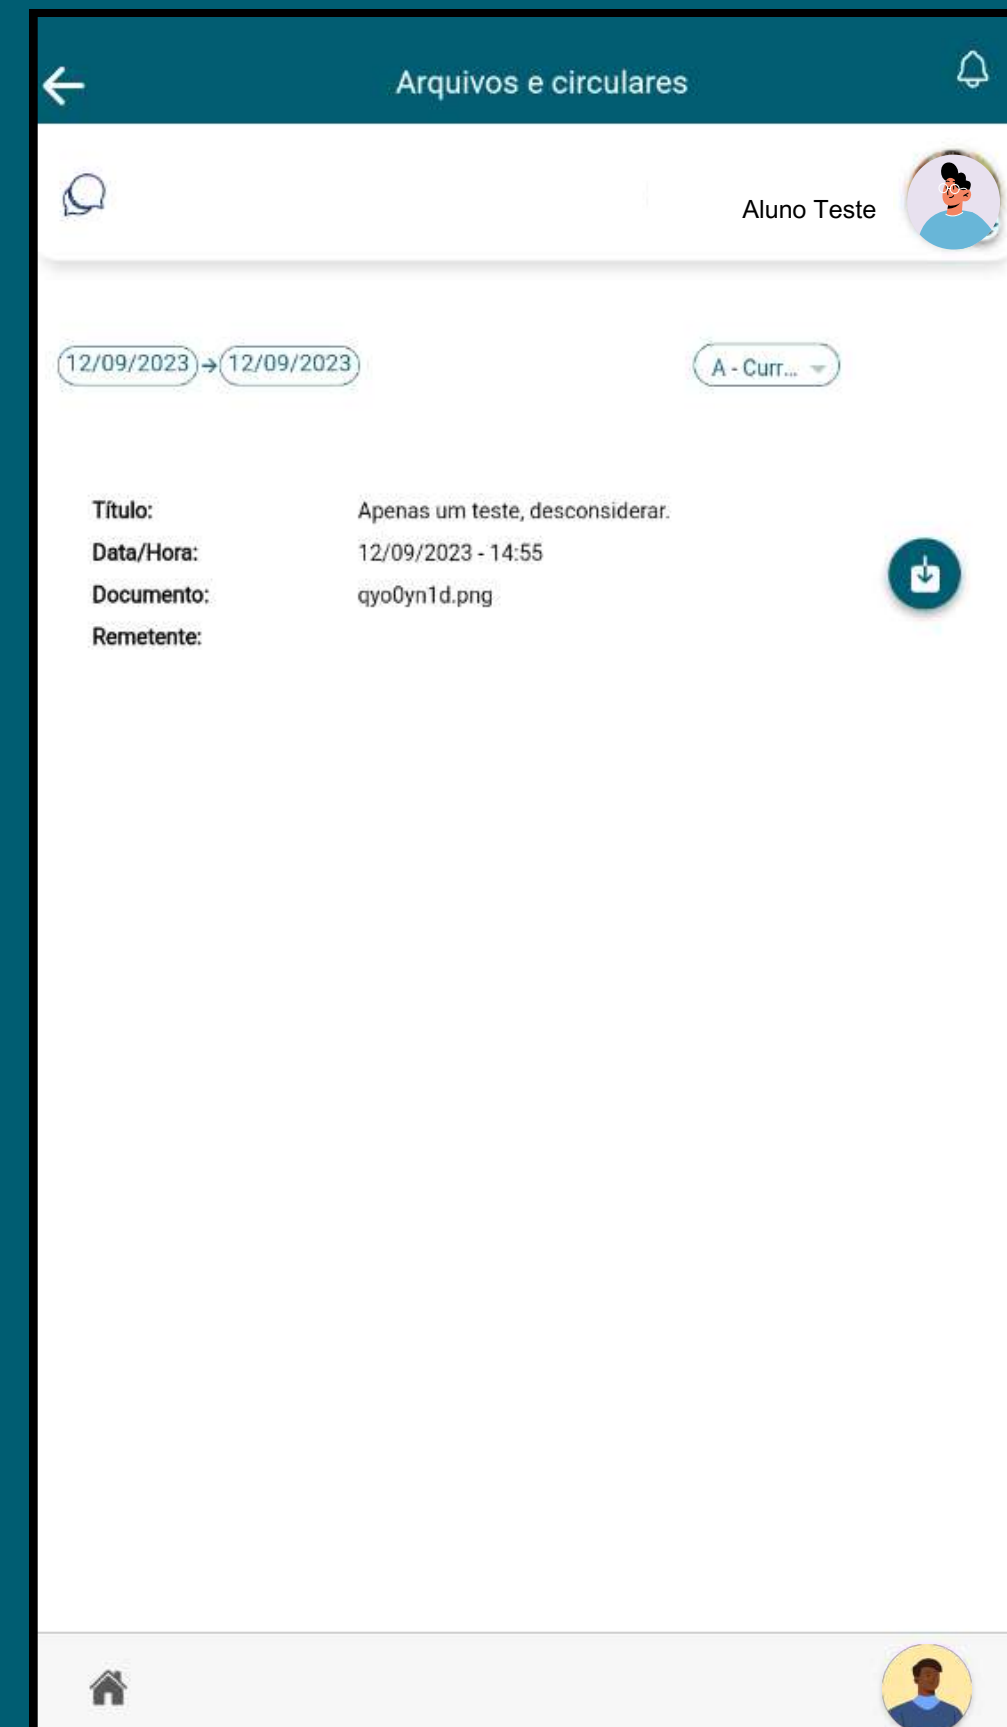 Arquivos e circulares
Aluno Teste
12/09/2023 → 12/09/2023 A - Curr...
Título: Apenas um teste, desconsiderar.
Data/Hora: 12/09/2023 - 14:55
Documento: qyo0yn1d.png
Remetente: